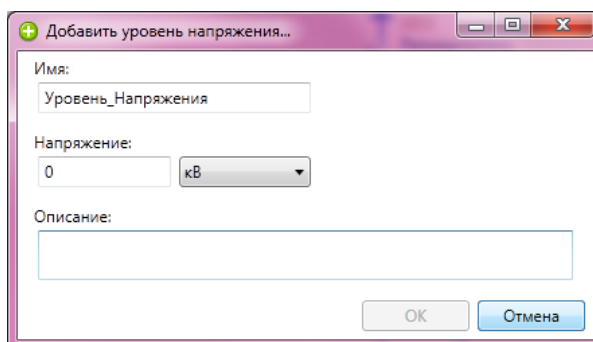 Добавить уровень напряжения...
Имя:
Уровень_Напряжения
Напряжение:
0 кВ
Описание:
OK Отмена